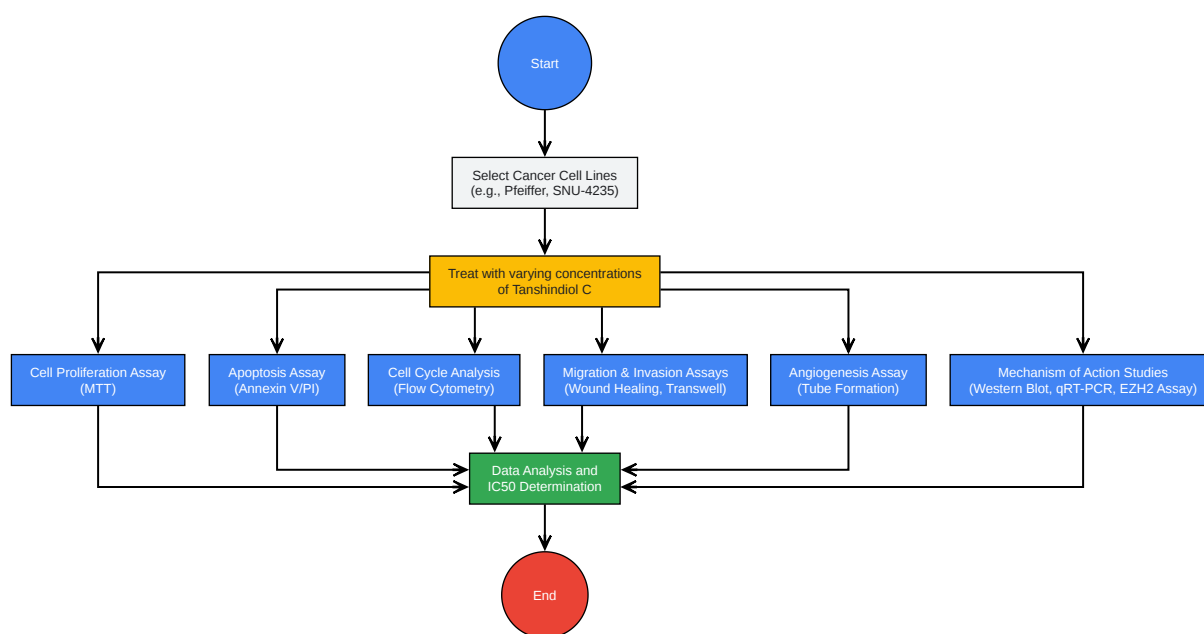 Start
Select Cancer Cell Lines
(e.g., Pfeiffer, SNU-4235)
Treat with varying concentrations
of Tanshindiol C
Cell Proliferation Assay
(MTT)
Apoptosis Assay
(Annexin V/PI)
Cell Cycle Analysis
(Flow Cytometry)
Migration & Invasion Assays
(Wound Healing, Transwell)
Angiogenesis Assay
(Tube Formation)
Mechanism of Action Studies
(Western Blot, qRT-PCR, EZH2 Assay)
Data Analysis and
IC50 Determination
End